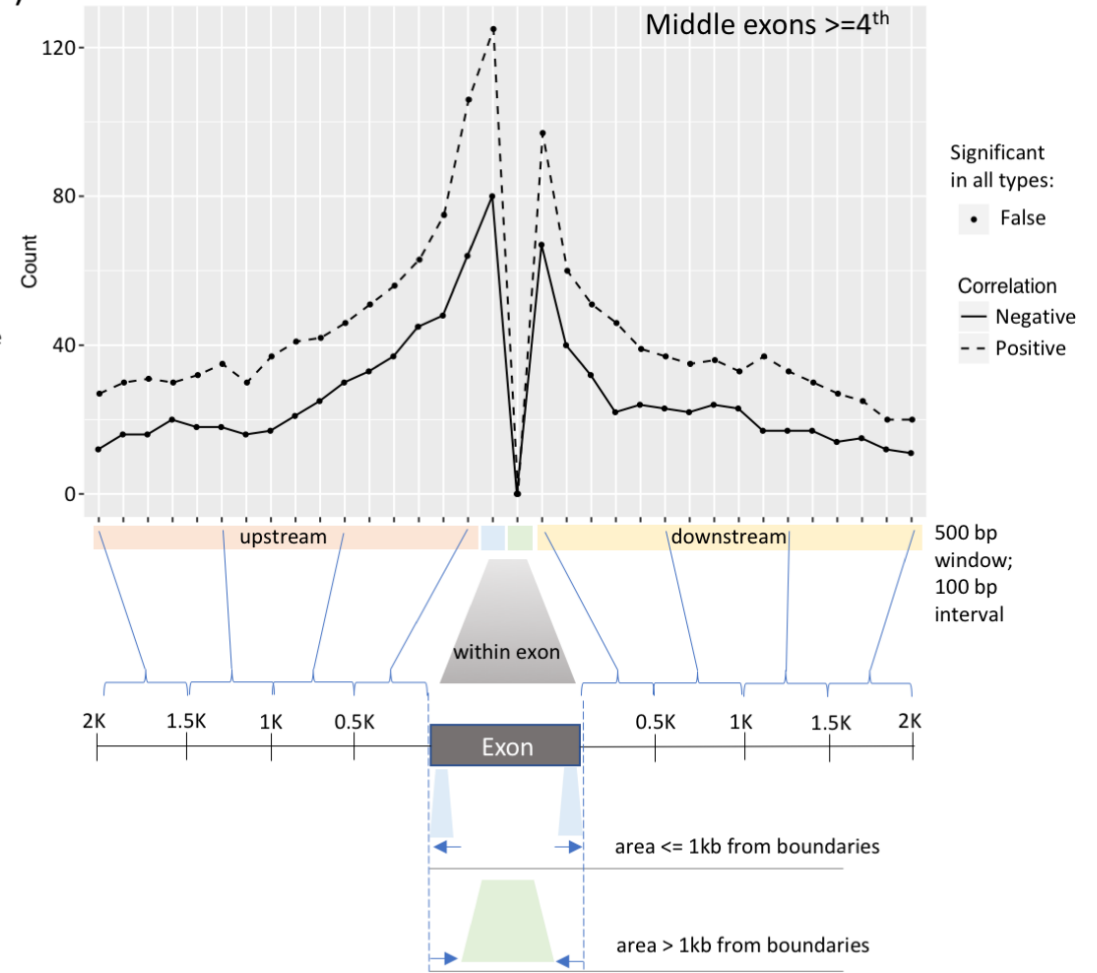 Middle exons >=4th
120
80
40
0
Count
Significant
in all types:
False
Correlation
Negative
Positive
upstream
downstream
500 bp
window;
100 bp
interval
within exon
2K 1.5K 1K 0.5K
Exon
0.5K 1K 1.5K 2K
area <= 1kb from boundaries
area > 1kb from boundaries